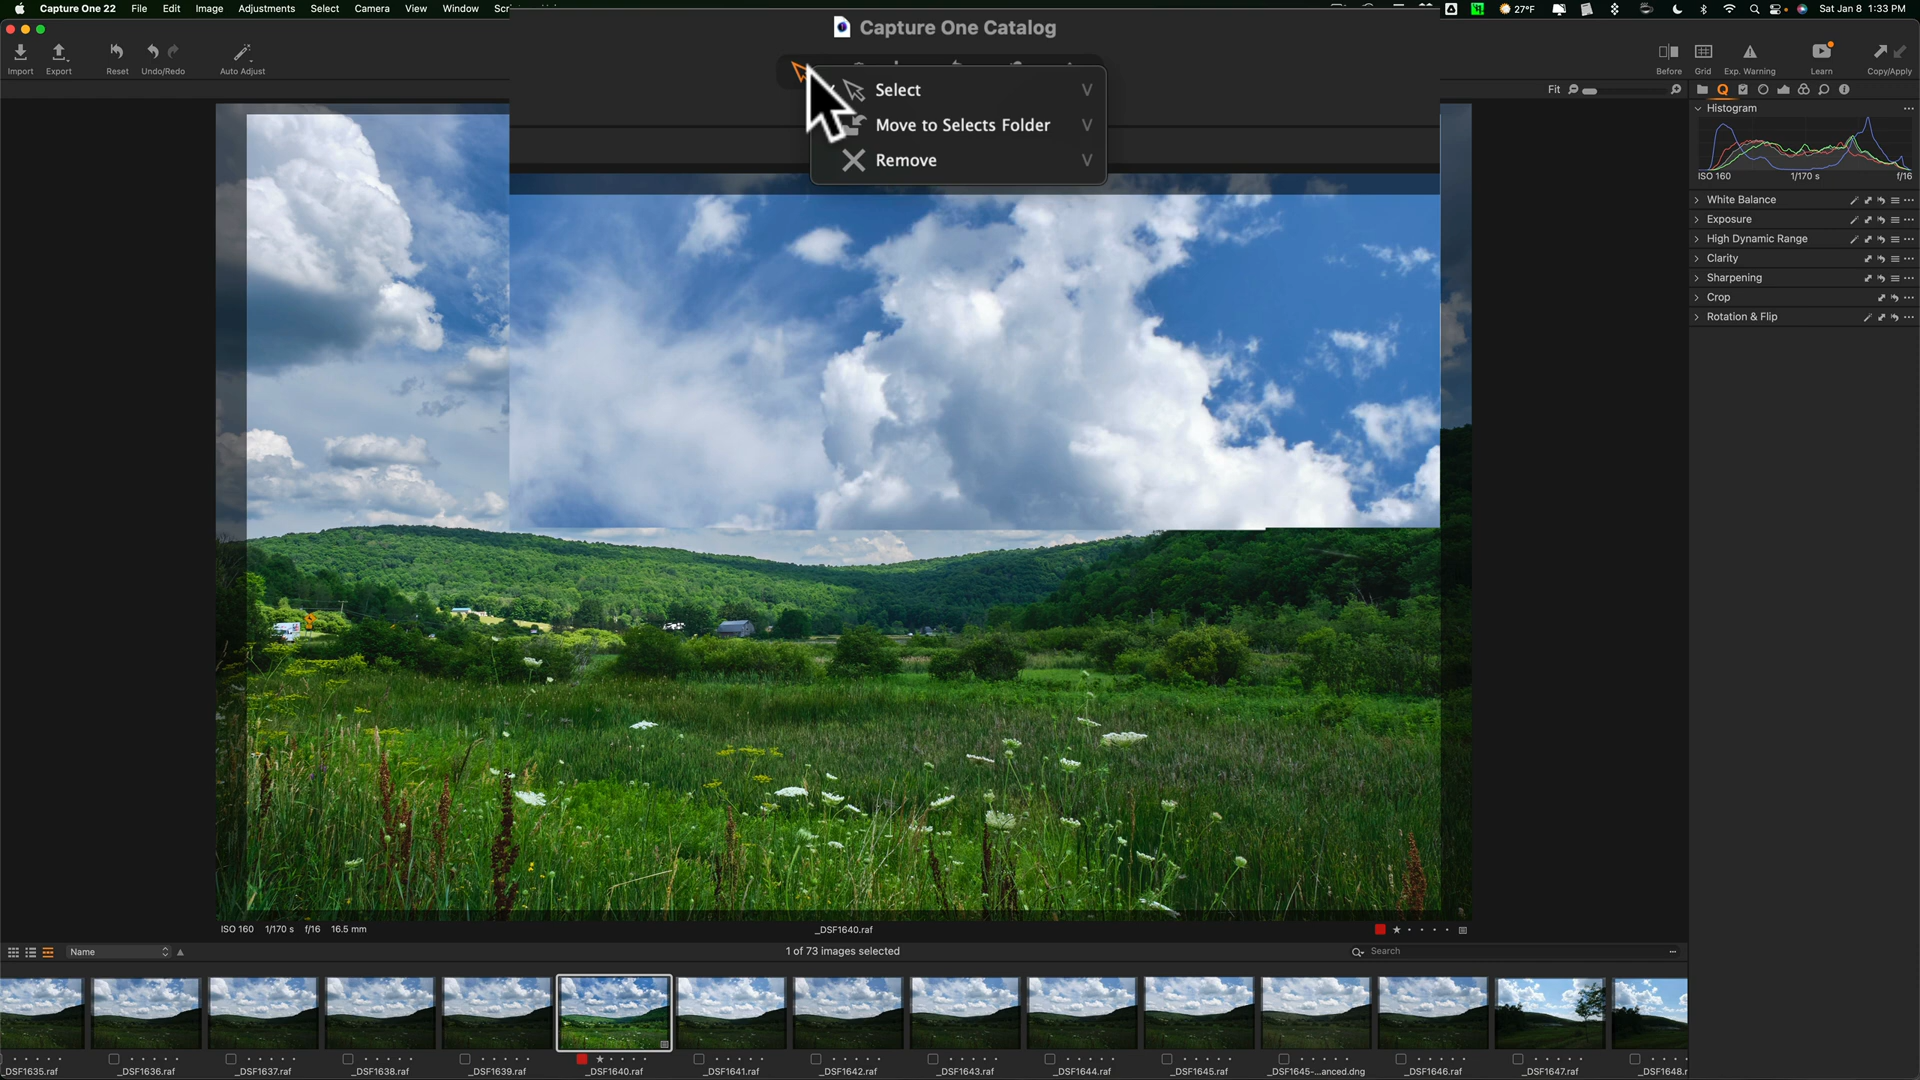 Capture One 22 File Edit Image Adjustments Select Camera View Window
27°F Sat Jan 8 1:33 PM
Capture One Catalog
Import Export Reset Undo/Redo Auto Adjust
Before Grid Exp. Warning Learn Copy/Apply
Select V
Move to Selects Folder V
Remove V
Fit
Histogram
ISO 160 1/170 s f/16
White Balance
Exposure
High Dynamic Range
Clarity
Sharpening
Crop
Rotation & Flip
ISO 160 1/170 s f/16 16.5 mm
_DSF1640.raf
Name
1 of 73 images selected
Search
_DSF1635.raf _DSF1636.raf _DSF1637.raf _DSF1638.raf _DSF1639.raf _DSF1640.raf _DSF1641.raf _DSF1642.raf _DSF1643.raf _DSF1644.raf _DSF1645.raf _DSF1645-...anced.dng _DSF1646.raf _DSF1647.raf _DSF1648.r